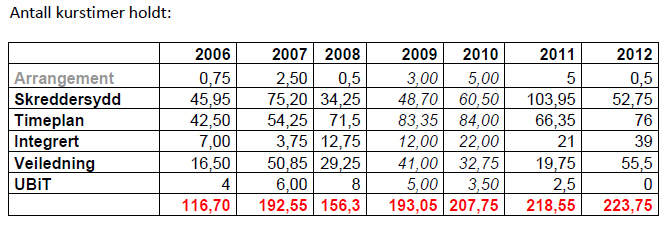 Antall kurstimer holdt:
2006 2007 2008 2009 2010 2011 2012
Arrangement 0,75 2,50 0,5 3,00 5,00 5 0,5
Skreddersydd 45,95 75,20 34,25 48,70 60,50 103,95 52,75
Timeplan 42,50 54,25 71,5 83,35 84,00 66,35 76
Integrert 7,00 3,75 12,75 12,00 22,00 21 39
Veiledning 16,50 50,85 29,25 41,00 32,75 19,75 55,5
UBiT 4 6,00 8 5,00 3,50 2,5 0
116,70 192,55 156,3 193,05 207,75 218,55 223,75